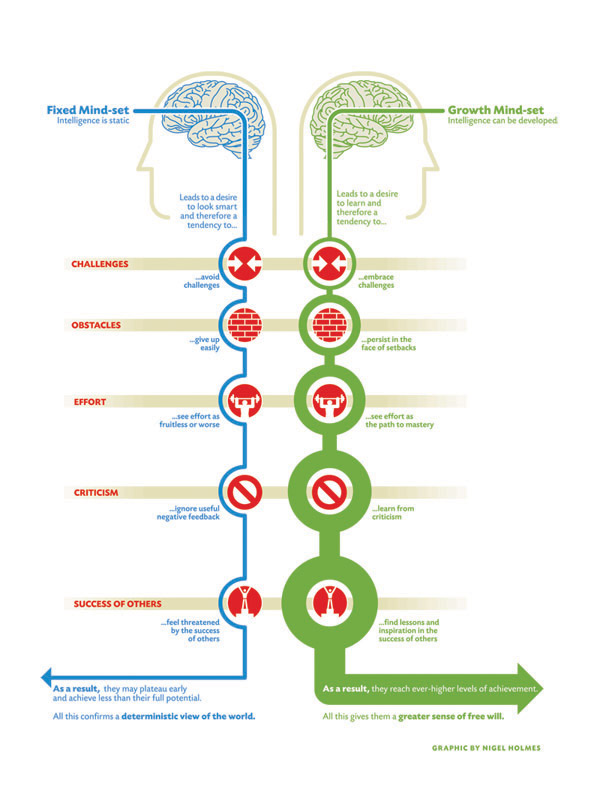 Fixed Mind-set
Intelligence is static
Growth Mind-set
Intelligence can be developed
Leads to a desire
to look smart
and therefore a
tendency to...
Leads to a desire
to learn and
therefore a
tendency to...
CHALLENGES
...avoid
challenges
...embrace
challenges
OBSTACLES
...give up
easily
...persist in the
face of setbacks
EFFORT
...see effort as
fruitless or worse
...see effort as
the path to mastery
CRITICISM
...ignore useful
negative feedback
...learn from
criticism
SUCCESS OF OTHERS
...feel threatened
by the success
of others
...find lessons and
inspiration in the
success of others
As a result, they may plateau early
and achieve less than their full potential.
All this confirms a deterministic view of the world.
As a result, they reach ever-higher levels of achievement.
All this gives them a greater sense of free will.
GRAPHIC BY NIGEL HOLMES